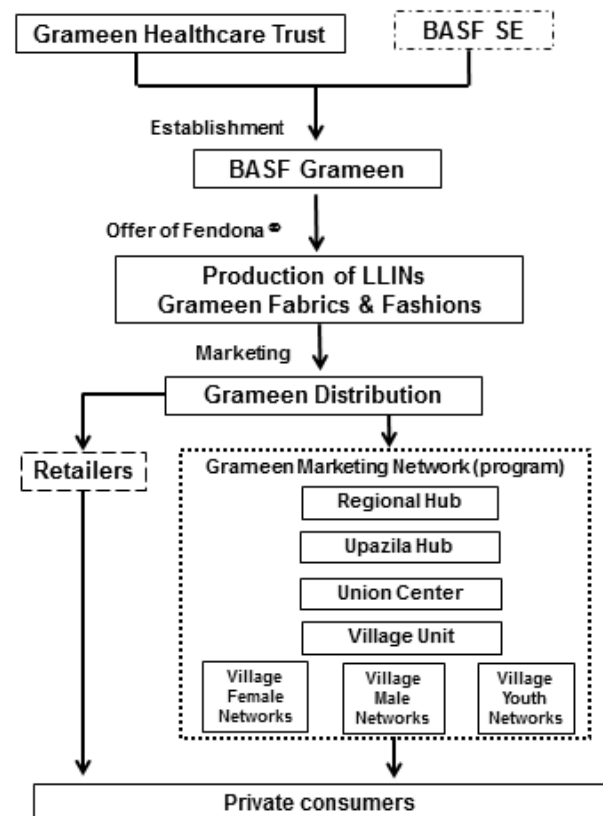 Grameen Healthcare Trust
BASF SE
Establishment
BASF Grameen
Offer of Fendona
Production of LLINs
Grameen Fabrics & Fashions
Marketing
Grameen Distribution
Retailers
Grameen Marketing Network (program)
Regional Hub
Upazila Hub
Union Center
Village Unit
Village
Female
Networks
Village
Male
Networks
Village
Youth
Networks
Private consumers